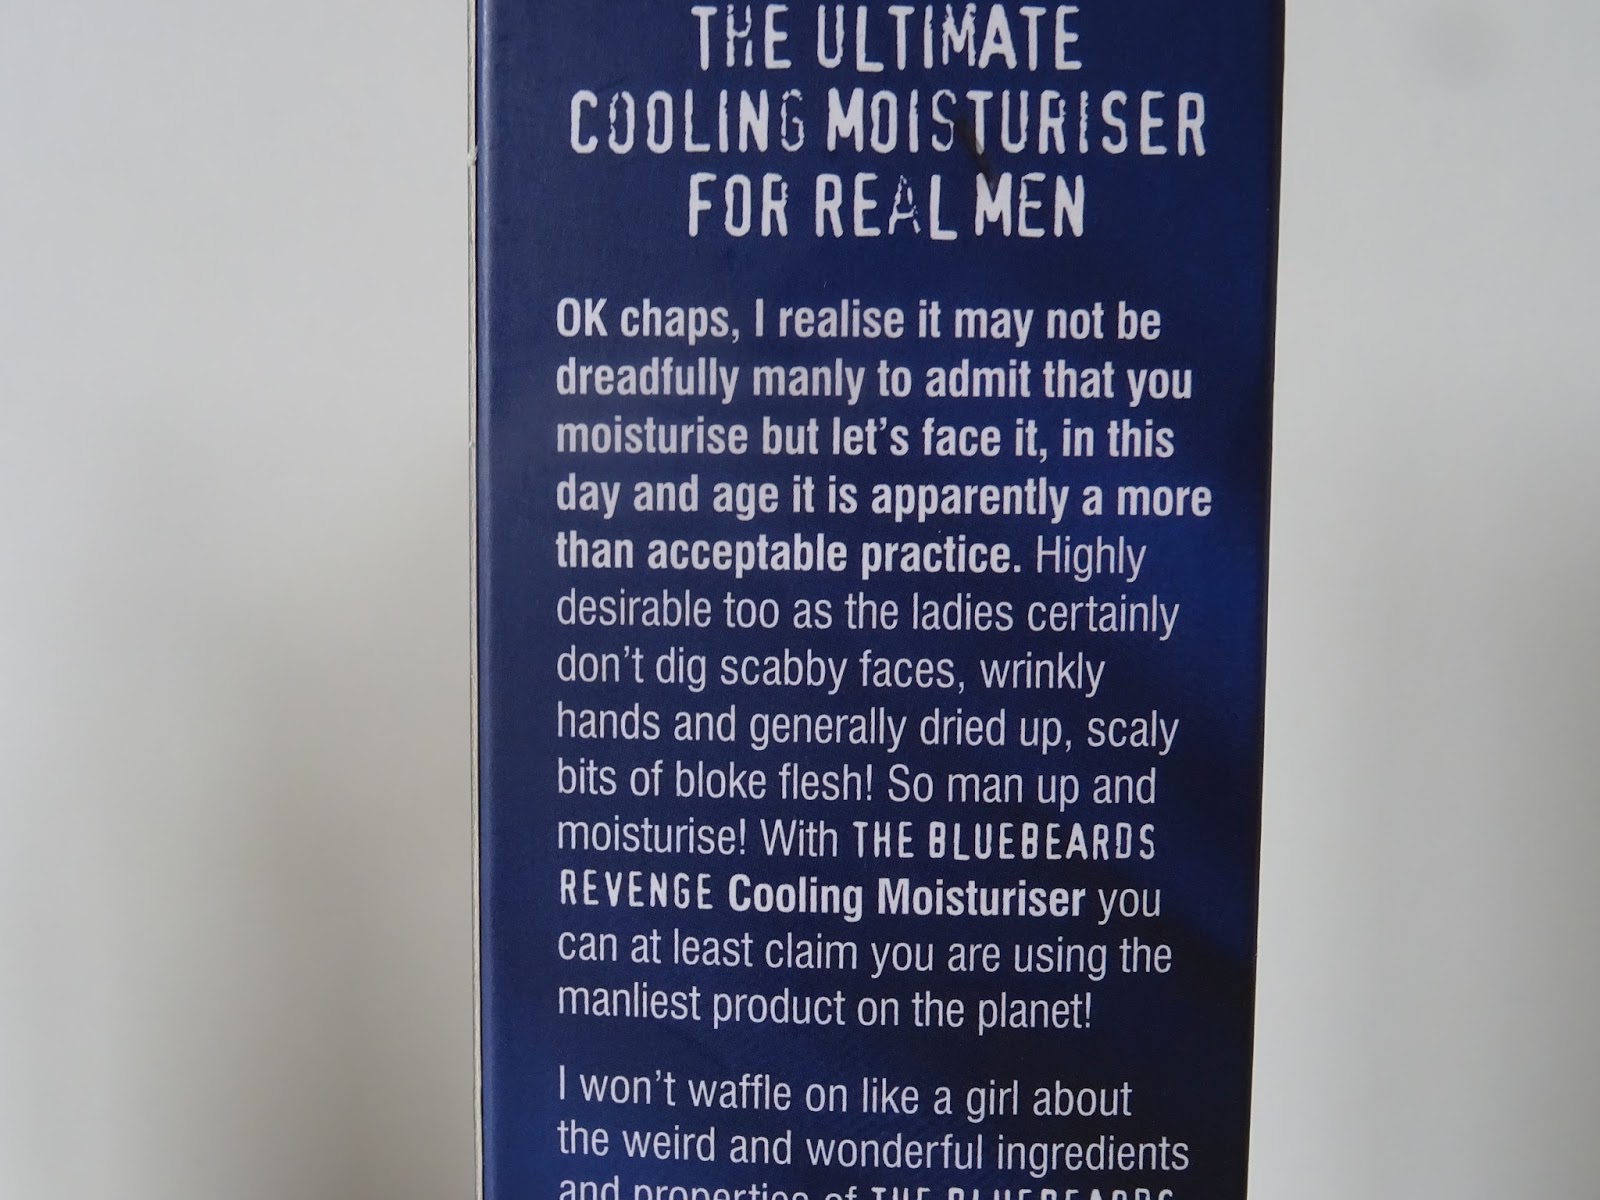 THE ULTIMATE
COOLING MOISTURISER
FOR REAL MEN
OK chaps, I realise it may not be
dreadfully manly to admit that you
moisturise but let's face it, in this
day and age it is apparently a more
than acceptable practice. Highly
desirable too as the ladies certainly
don't dig scabby faces, wrinkly
hands and generally dried up, scaly
bits of bloke flesh! So man up and
moisturise! With THE BLUEBEARDS
REVENGE Cooling Moisturiser you
can at least claim you are using the
manliest product on the planet!
I won't waffle on like a girl about
the weird and wonderful ingredients
and properties of THE BLUEBEARDS